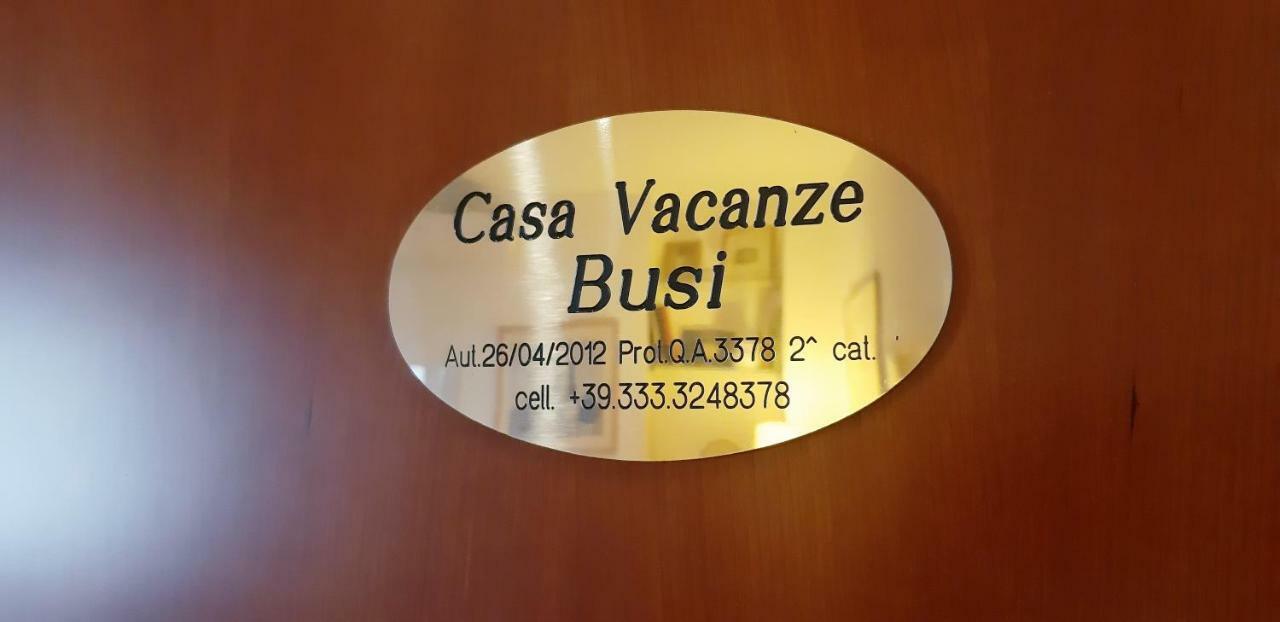 Casa Vacanze
Busi
Aut.26/04/2012 Prot.Q.A.3378 2^ cat.
cell. +39.333.3248378